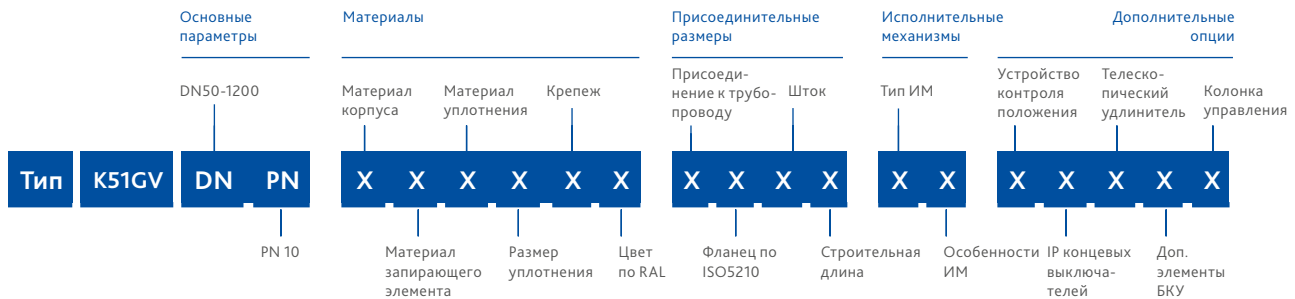 Основные
параметры
Материалы
Присоединительные
размеры
Исполнительные
механизмы
Дополнительные
опции
DN50-1200
Материал
корпуса
Материал
уплотнения
Крепеж
Присоеди-
нение к трубо-
проводу
Шток
Тип ИМ
Устройство
контроля
положения
Телеско-
пический
удлинитель
Колонка
управления
Тип K51GV DN PN X X X X X X X X X X X X X X X X X
PN 10
Материал
запирающего
элемента
Размер
уплотнения
Цвет
по RAL
Фланец по
ISO5210
Строительная
длина
Особенности
ИМ
IP концевых
выключа-
телей
Доп.
элементы
БКУ